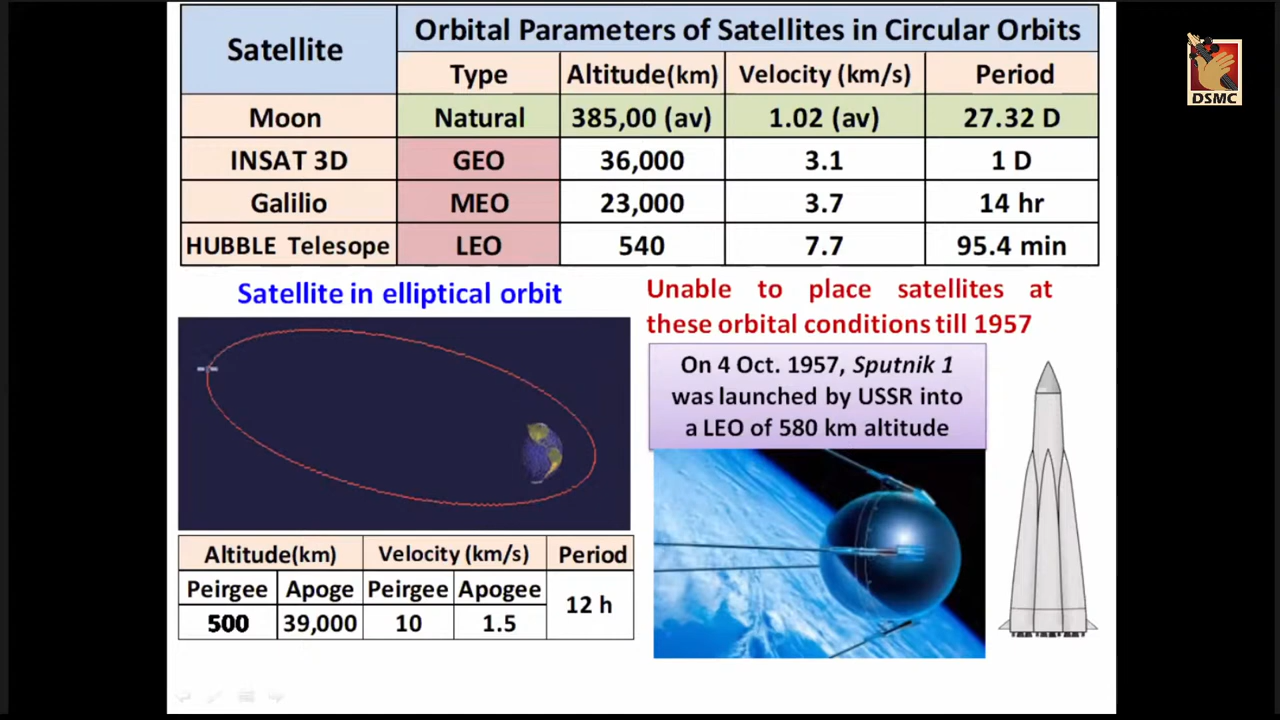 Satellite
Orbital Parameters of Satellites in Circular Orbits
Type Altitude(km) Velocity (km/s) Period
Moon Natural 385,00 (av) 1.02 (av) 27.32 D
INSAT 3D GEO 36,000 3.1 1 D
Galilio MEO 23,000 3.7 14 hr
HUBBLE Telesope LEO 540 7.7 95.4 min
Satellite in elliptical orbit
Altitude(km) Velocity (km/s) Period
Peirgee Apoge Peirgee Apogee
12 h
500 39,000 10 1.5
Unable to place satellites at
these orbital conditions till 1957
On 4 Oct. 1957, Sputnik 1
was launched by USSR into
a LEO of 580 km altitude
DSMC